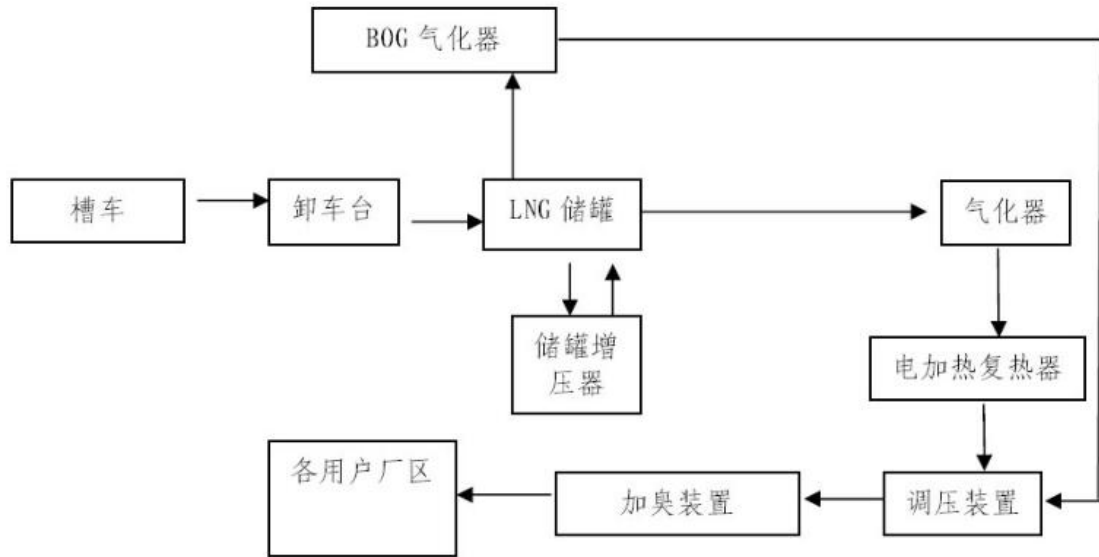 BOG 气化器
槽车
卸车台
LNG 储罐
气化器
储罐增
压器
电加热复热器
各用户厂区
加臭装置
调压装置